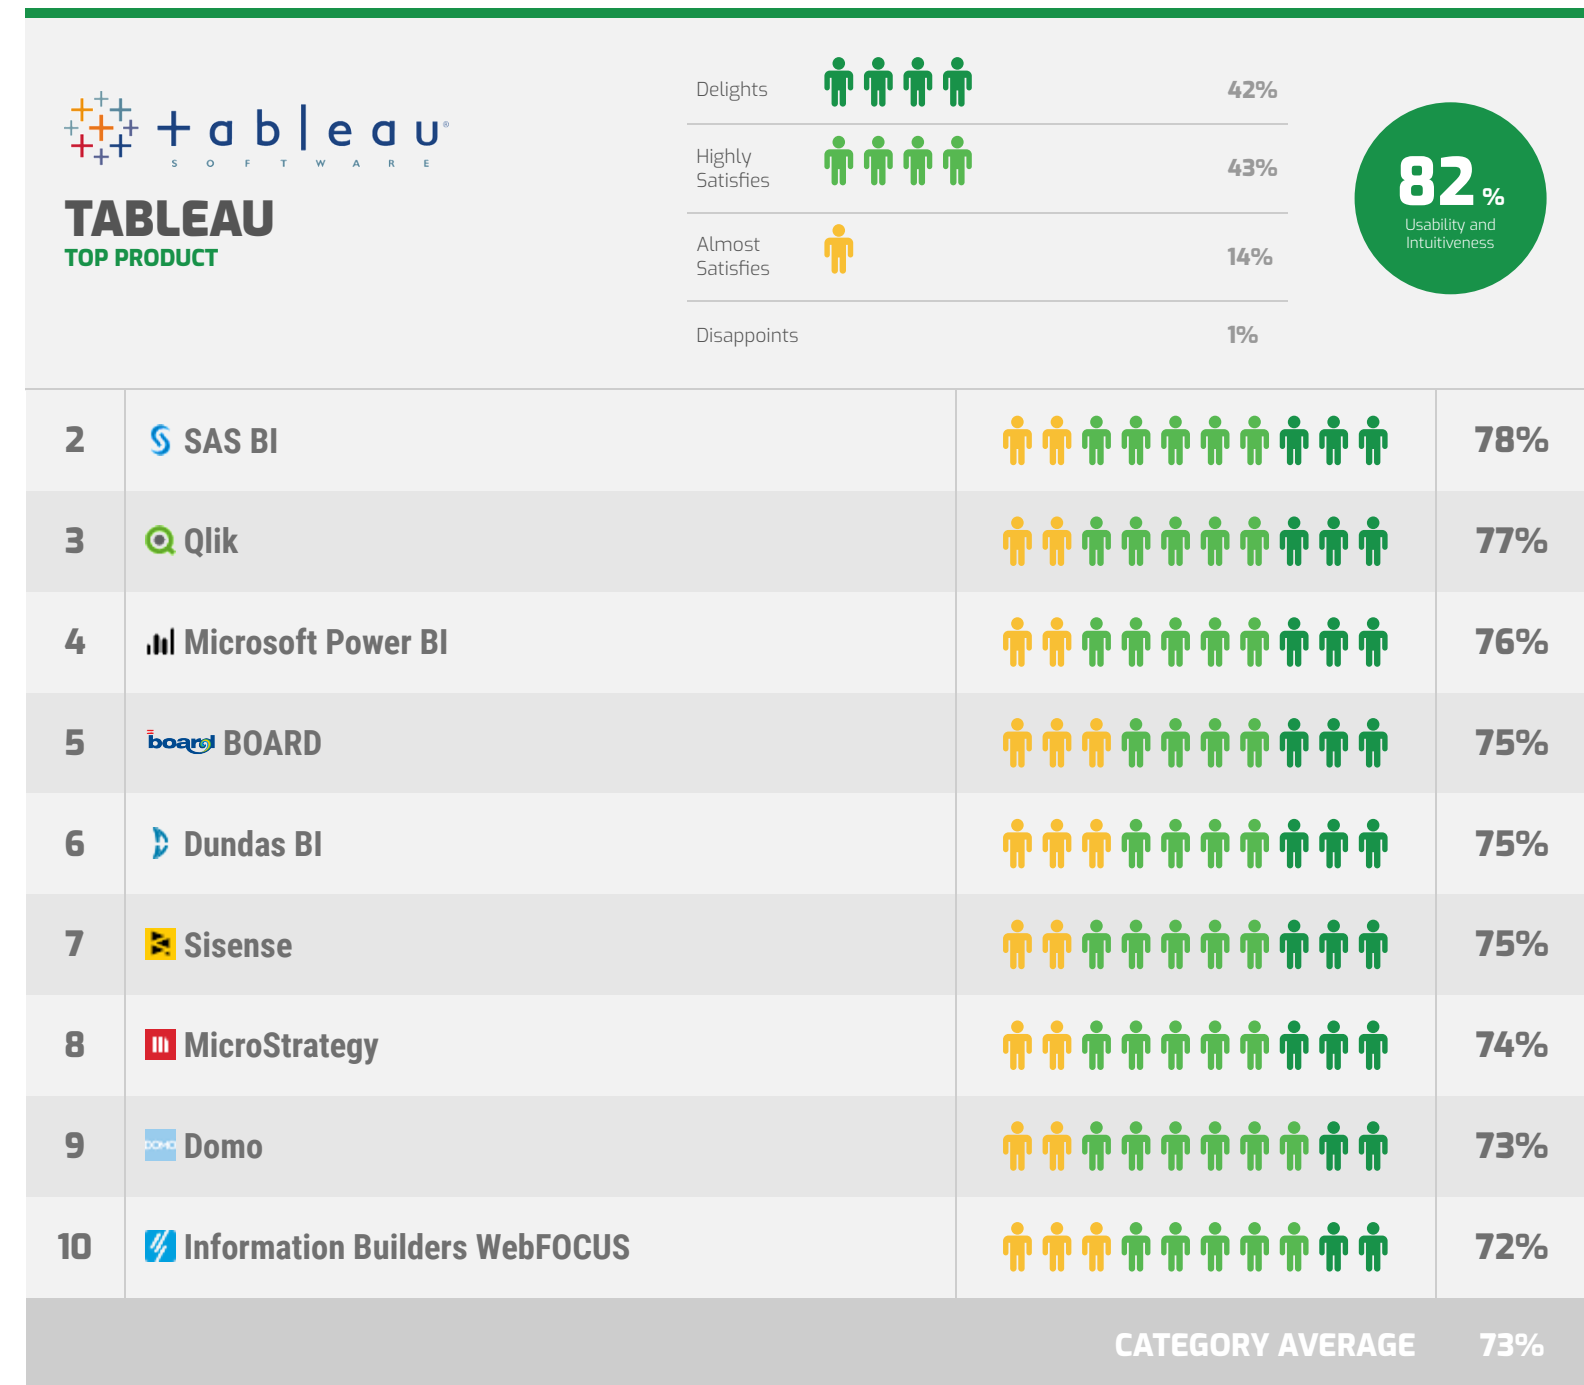 +ableau®
SOFTWARE
TABLEAU
TOP PRODUCT
Delights 42%
Highly
Satisfies 43%
Almost
Satisfies 14%
Disappoints 1%
82%
Usability and
Intuitiveness
2 SAS BI 78%
3 Qlik 77%
4 Microsoft Power BI 76%
5 board BOARD 75%
6 Dundas BI 75%
7 Sisense 75%
8 MicroStrategy 74%
9 DOMO Domo 73%
10 Information Builders WebFOCUS 72%
CATEGORY AVERAGE 73%